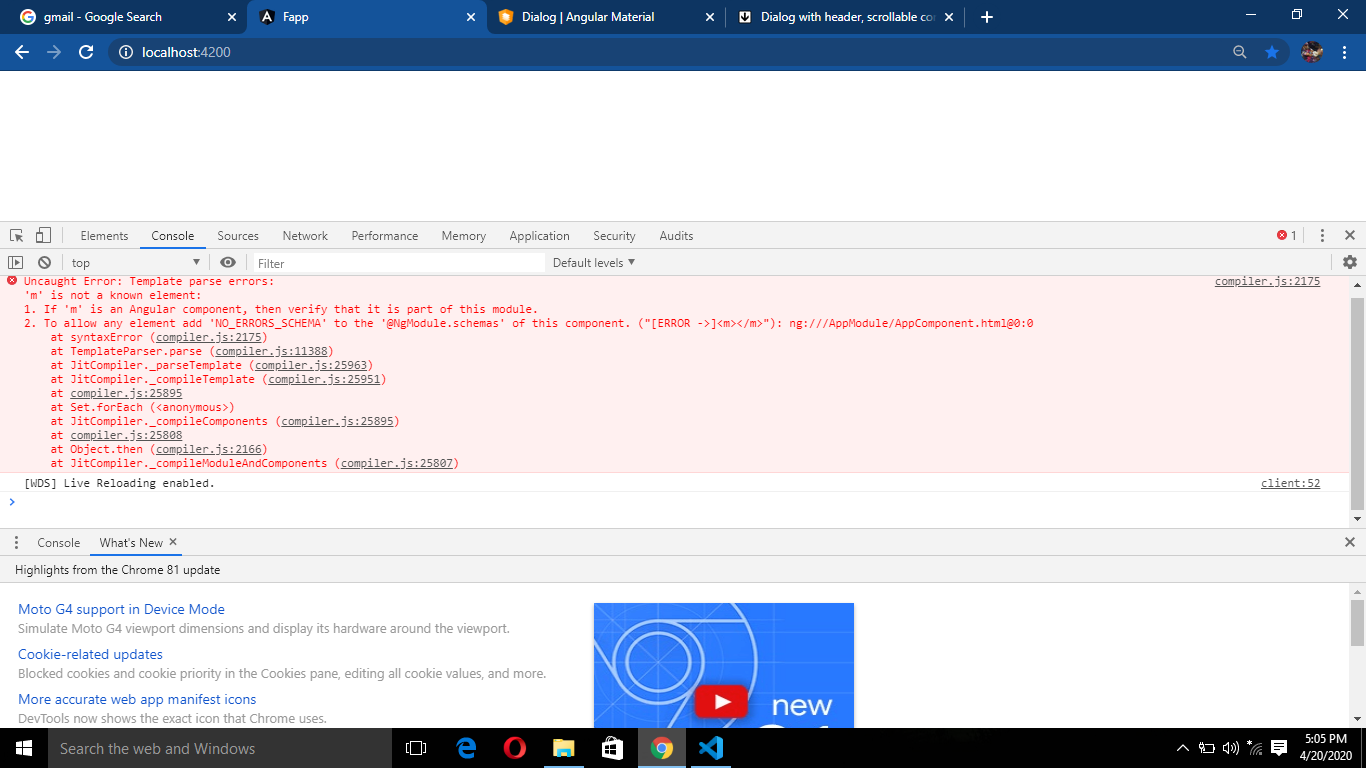 gmail - Google Search
Fapp
Dialog | Angular Material
Dialog with header, scrollable co
localhost:4200
Elements
Console
Sources
Network
Performance
Memory
Application
Security
Audits
1
top
Filter
Default levels
Uncaught Error: Template parse errors:
compiler.js:2175
'm' is not a known element:
1. If 'm' is an Angular component, then verify that it is part of this module.
2. To allow any element add 'NO_ERRORS_SCHEMA' to the '@NgModule.schemas' of this component. ("[ERROR ->]<m></m>"): ng:///AppModule/AppComponent.html@0:0
at syntaxError (compiler.js:2175)
at TemplateParser.parse (compiler.js:11388)
at JitCompiler._parseTemplate (compiler.js:25963)
at JitCompiler._compileTemplate (compiler.js:25951)
at compiler.js:25895
at Set.forEach (<anonymous>)
at JitCompiler._compileComponents (compiler.js:25895)
at compiler.js:25808
at Object.then (compiler.js:2166)
at JitCompiler._compileModuleAndComponents (compiler.js:25807)
[WDS] Live Reloading enabled.
client:52
Console
What's New
Highlights from the Chrome 81 update
Moto G4 support in Device Mode
Simulate Moto G4 viewport dimensions and display its hardware around the viewport.
Cookie-related updates
Blocked cookies and cookie priority in the Cookies pane, editing all cookie values, and more.
More accurate web app manifest icons
DevTools now shows the exact icon that Chrome uses.
new
Search the web and Windows
5:05 PM
4/20/2020